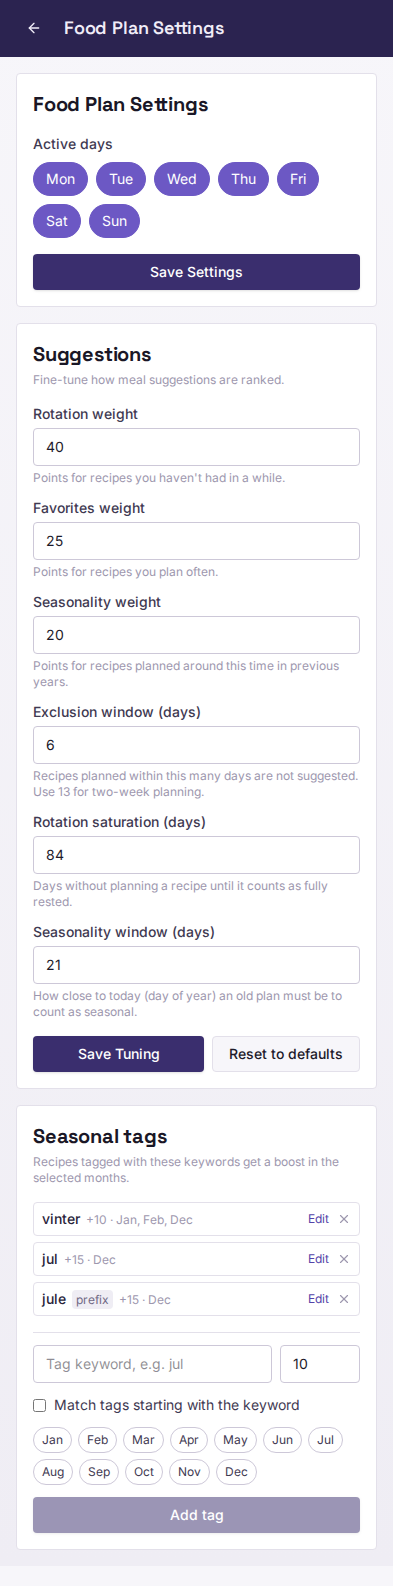 Food Plan Settings
Food Plan Settings
Active days
Mon Tue Wed Thu Fri
Sat Sun
Save Settings
Suggestions
Fine-tune how meal suggestions are ranked.
Rotation weight
40
Points for recipes you haven't had in a while.
Favorites weight
25
Points for recipes you plan often.
Seasonality weight
20
Points for recipes planned around this time in previous
years.
Exclusion window (days)
6
Recipes planned within this many days are not suggested.
Use 13 for two-week planning.
Rotation saturation (days)
84
Days without planning a recipe until it counts as fully
rested.
Seasonality window (days)
21
How close to today (day of year) an old plan must be to
count as seasonal.
Save Tuning Reset to defaults
Seasonal tags
Recipes tagged with these keywords get a boost in the
selected months.
vinter +10 · Jan, Feb, Dec Edit ×
jul +15 · Dec Edit ×
jule prefix +15 · Dec Edit ×
Tag keyword, e.g. jul 10
Match tags starting with the keyword
Jan Feb Mar Apr May Jun Jul
Aug Sep Oct Nov Dec
Add tag